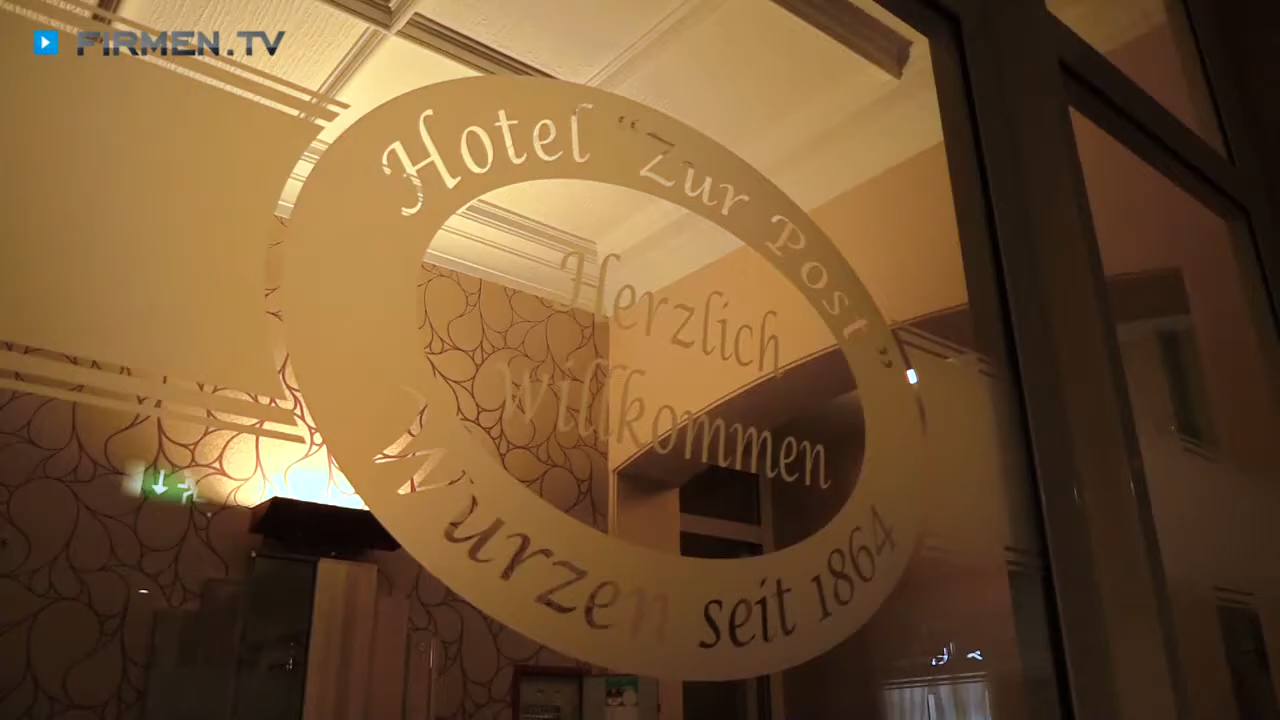 FIRMEN.TV
Hotel “Zur Post”
Herzlich
willkommen
Wurzen seit 1864